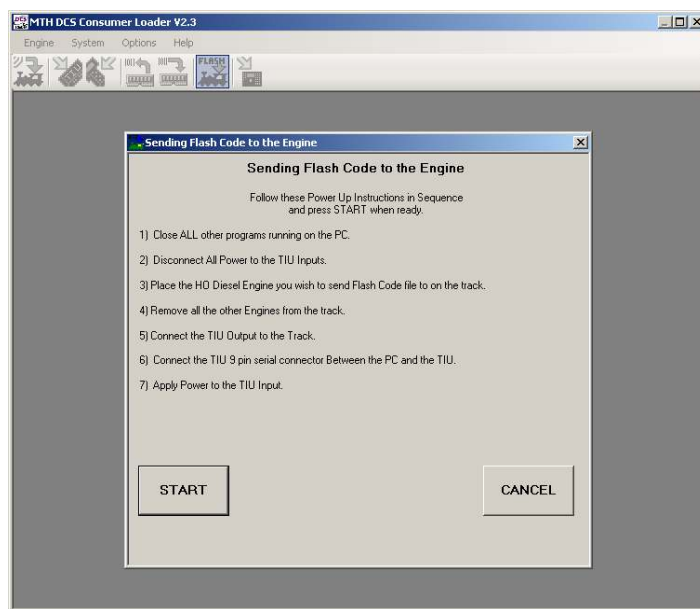 MTH DCS Consumer Loader V2.3
Engine System Options Help
FLASH
Sending Flash Code to the Engine
Sending Flash Code to the Engine
Follow these Power Up Instructions in Sequence
and press START when ready.
1) Close ALL other programs running on the PC.
2) Disconnect All Power to the TIU Inputs.
3) Place the HO Diesel Engine you wish to send Flash Code file to on the track.
4) Remove all the other Engines from the track.
5) Connect the TIU Output to the Track.
6) Connect the TIU 9 pin serial connector Between the PC and the TIU.
7) Apply Power to the TIU Input.
START CANCEL